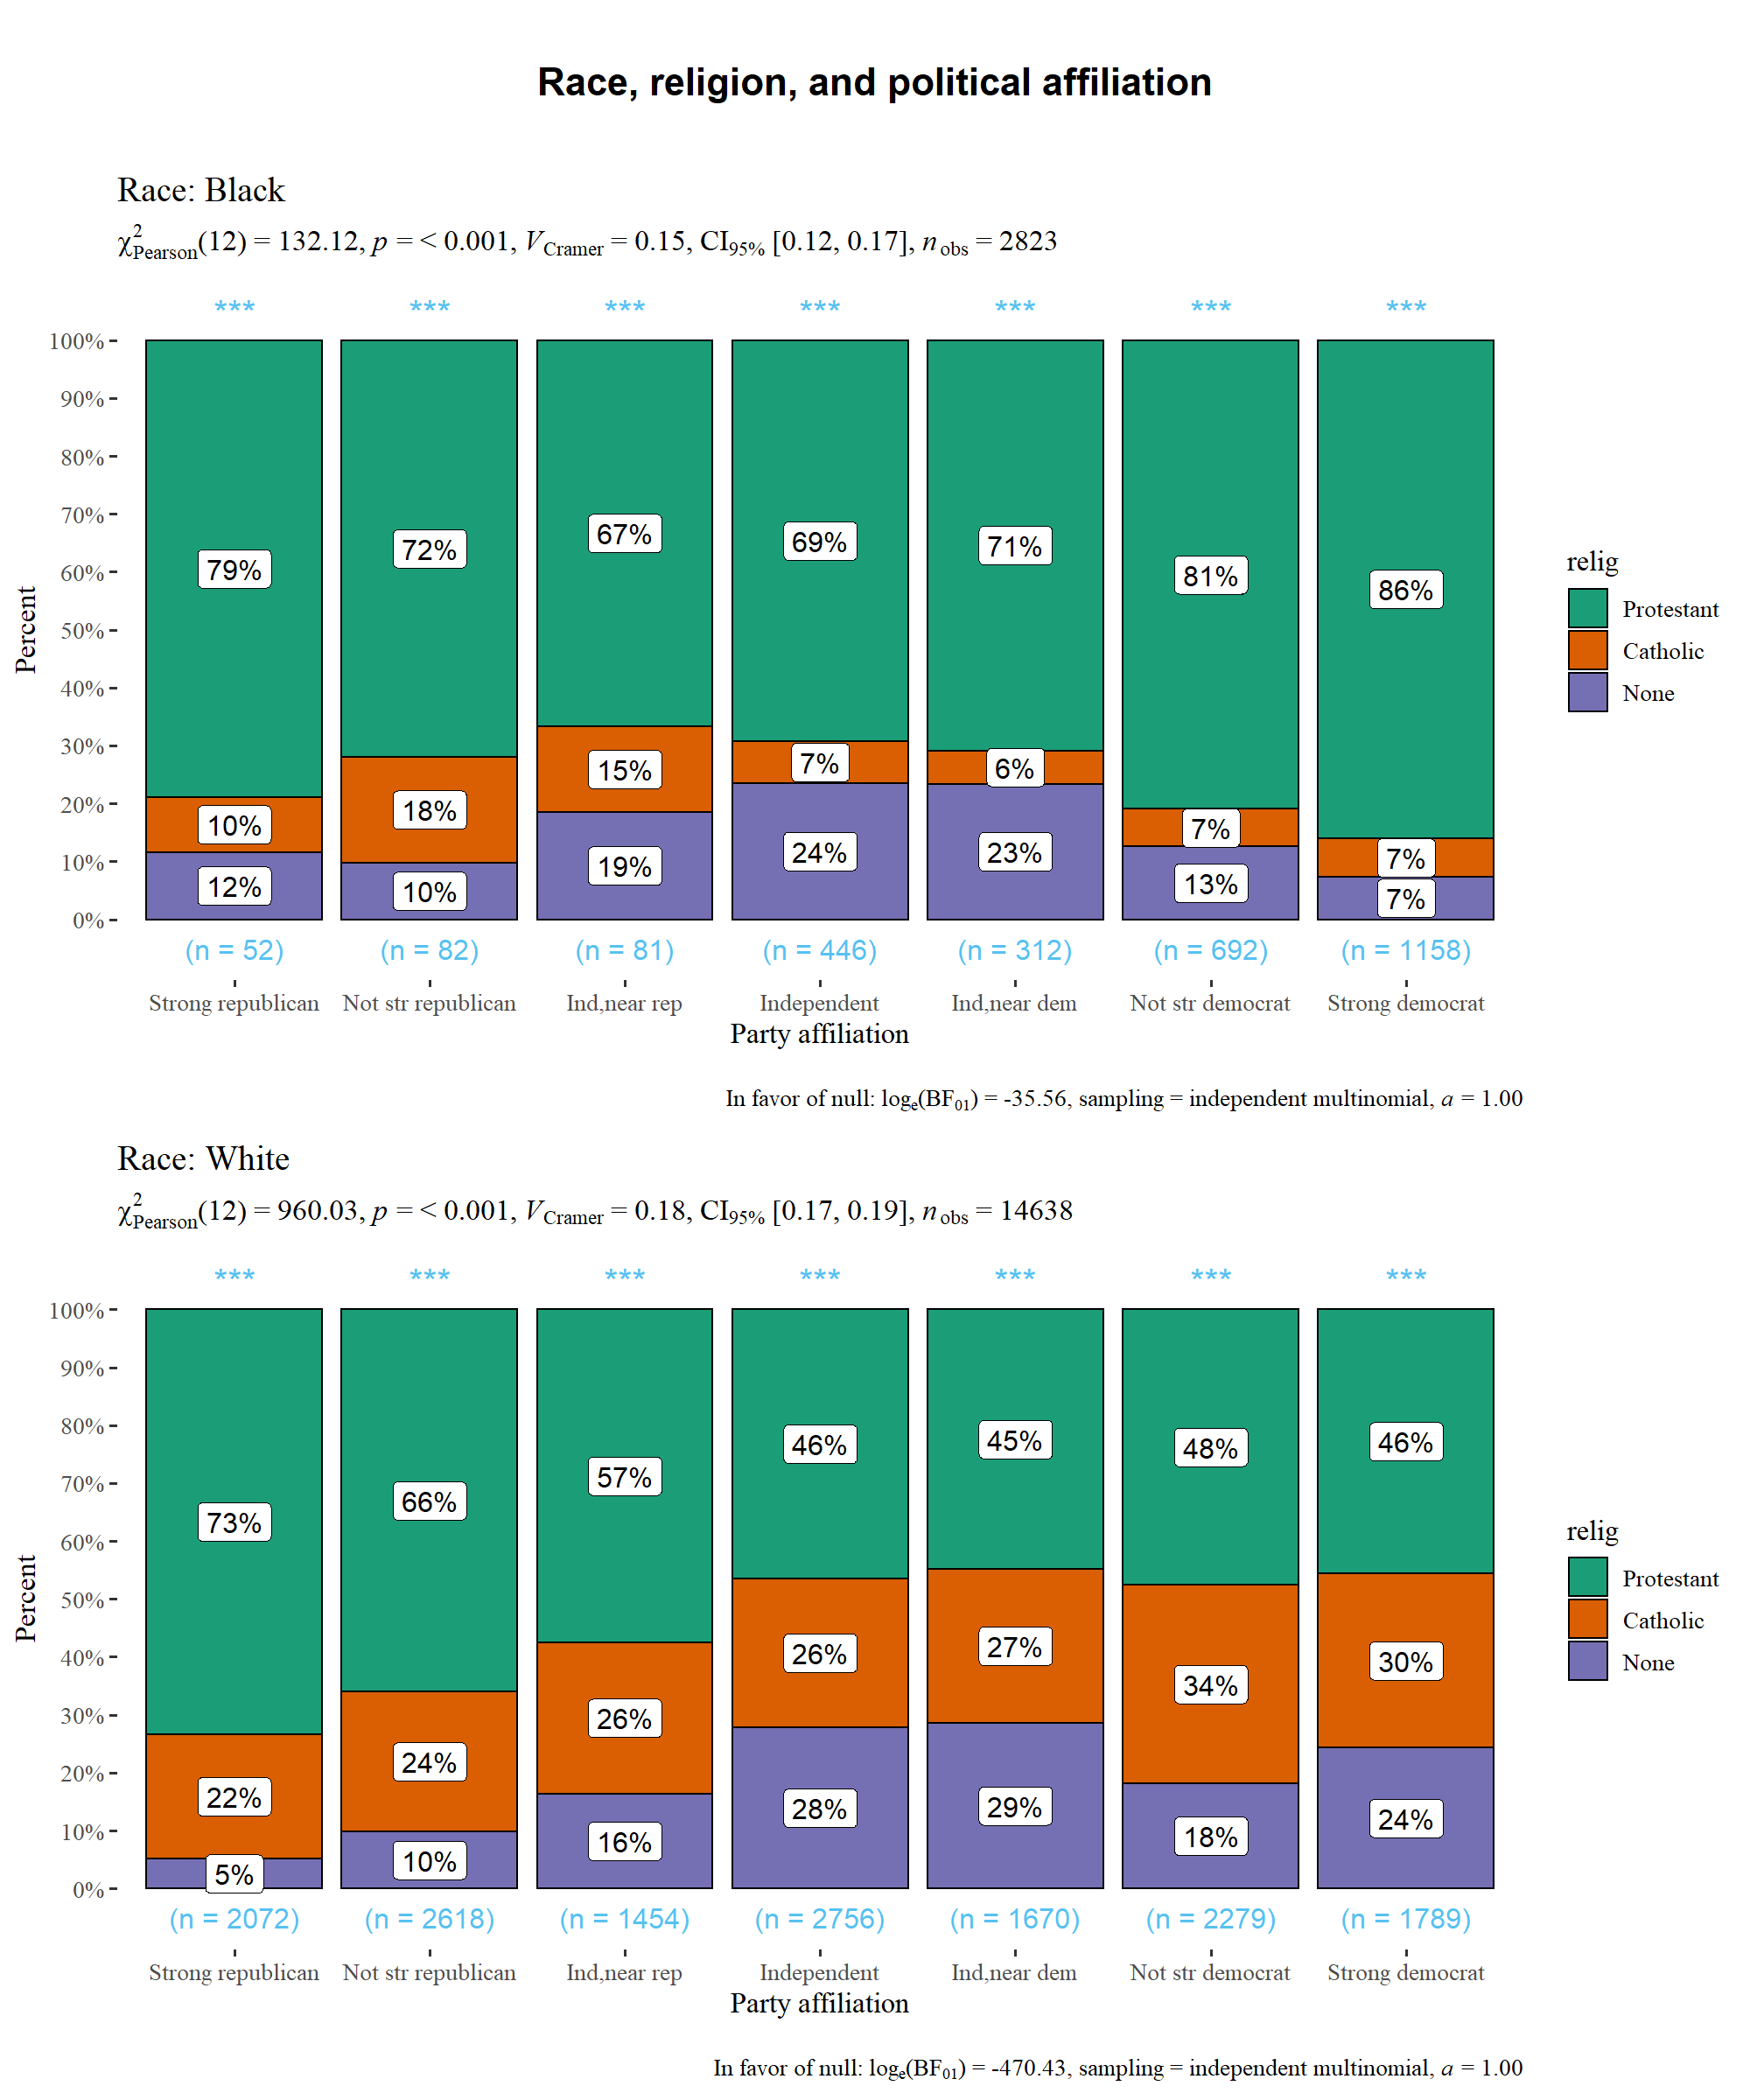 Race, religion, and political affiliation
Race: Black
χ²Pearson(12) = 132.12, p = < 0.001, VCramer = 0.15, CI95% [0.12, 0.17], nobs = 2823
*** *** *** *** *** *** ***
100%
90%
80%
70%
60%
50%
40%
30%
20%
10%
0%
Percent
79% 72% 67% 69% 71% 81% 86%
10% 18% 15% 7% 6% 7% 7%
12% 10% 19% 24% 23% 13% 7%
(n = 52) (n = 82) (n = 81) (n = 446) (n = 312) (n = 692) (n = 1158)
Strong republican Not str republican Ind,near rep Independent Ind,near dem Not str democrat Strong democrat
Party affiliation
relig
Protestant
Catholic
None
In favor of null: loge(BF01) = -35.56, sampling = independent multinomial, a = 1.00
Race: White
χ²Pearson(12) = 960.03, p = < 0.001, VCramer = 0.18, CI95% [0.17, 0.19], nobs = 14638
*** *** *** *** *** *** ***
100%
90%
80%
70%
60%
50%
40%
30%
20%
10%
0%
Percent
73% 66% 57% 46% 45% 48% 46%
22% 24% 26% 26% 27% 34% 30%
5% 10% 16% 28% 29% 18% 24%
(n = 2072) (n = 2618) (n = 1454) (n = 2756) (n = 1670) (n = 2279) (n = 1789)
Strong republican Not str republican Ind,near rep Independent Ind,near dem Not str democrat Strong democrat
Party affiliation
relig
Protestant
Catholic
None
In favor of null: loge(BF01) = -470.43, sampling = independent multinomial, a = 1.00